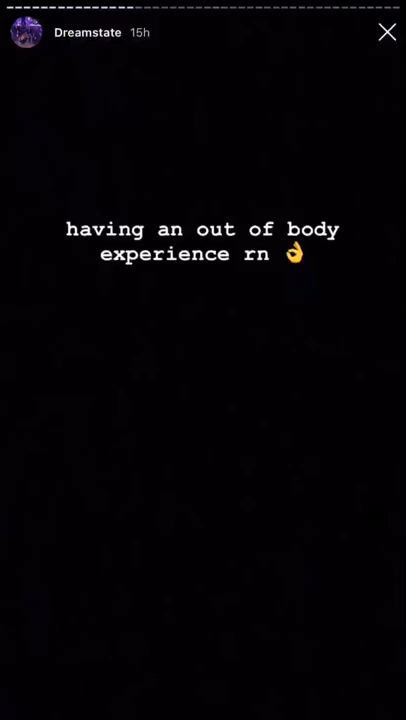 Dreamstate 15h
having an out of body
experience rn 👌